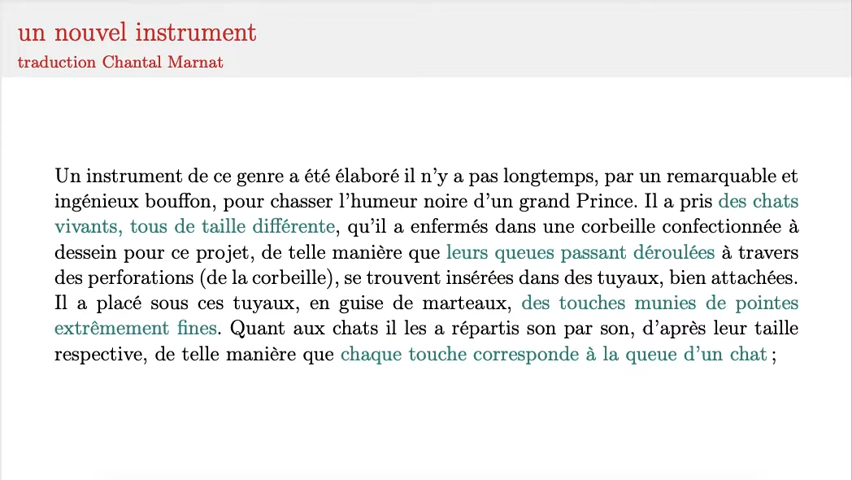 un nouvel instrument
traduction Chantal Marnat
Un instrument de ce genre a été élaboré il n'y a pas longtemps, par un remarquable et
ingénieux bouffon, pour chasser l'humeur noire d'un grand Prince. Il a pris des chats
vivants, tous de taille différente, qu'il a enfermés dans une corbeille confectionnée à
dessein pour ce projet, de telle manière que leurs queues passant déroulées à travers
des perforations (de la corbeille), se trouvent insérées dans des tuyaux, bien attachées.
Il a placé sous ces tuyaux, en guise de marteaux, des touches munies de pointes
extrêmement fines. Quant aux chats il les a répartis son par son, d'après leur taille
respective, de telle manière que chaque touche corresponde à la queue d'un chat ;